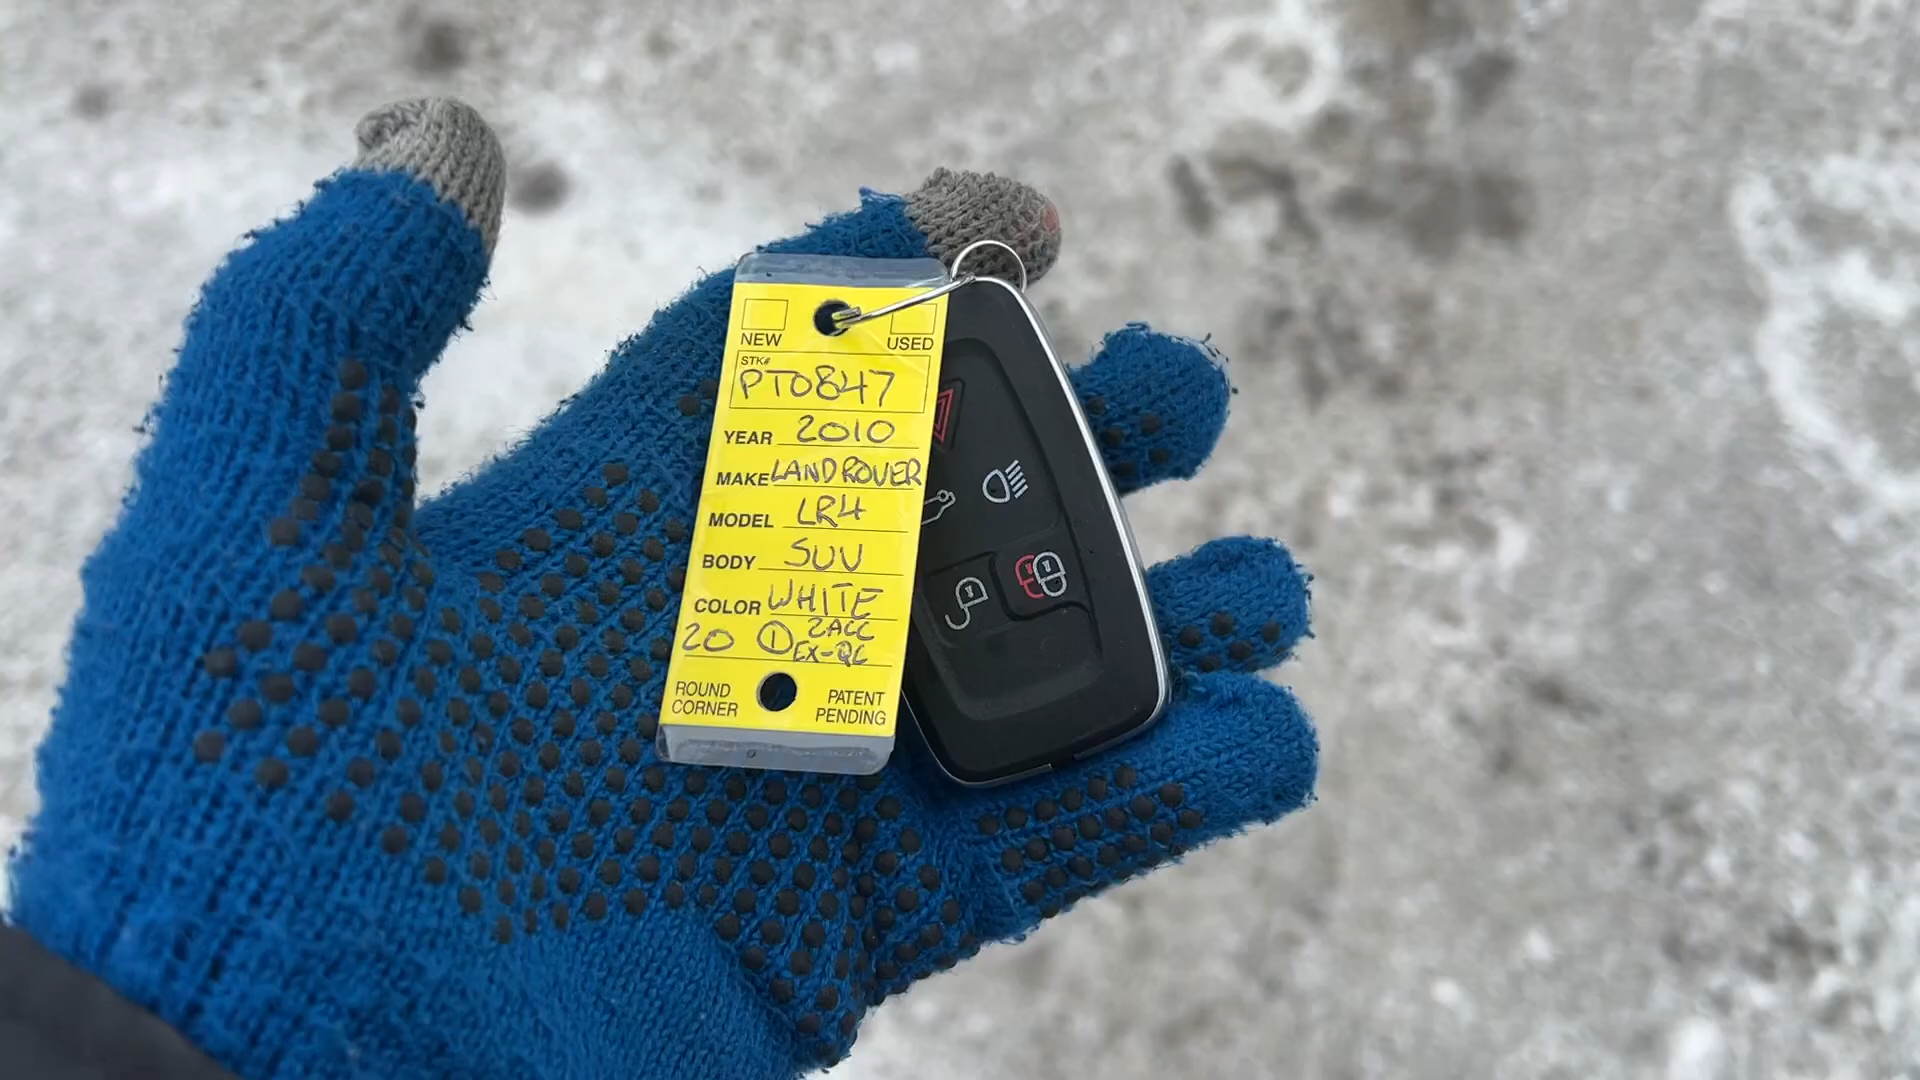 NEW USED
STK#
PT0847
YEAR 2010
MAKE LANDROVER
MODEL LR4
BODY SUV
COLOR WHITE
20 ① 2ACC
EX-QC
ROUND CORNER
PATENT PENDING